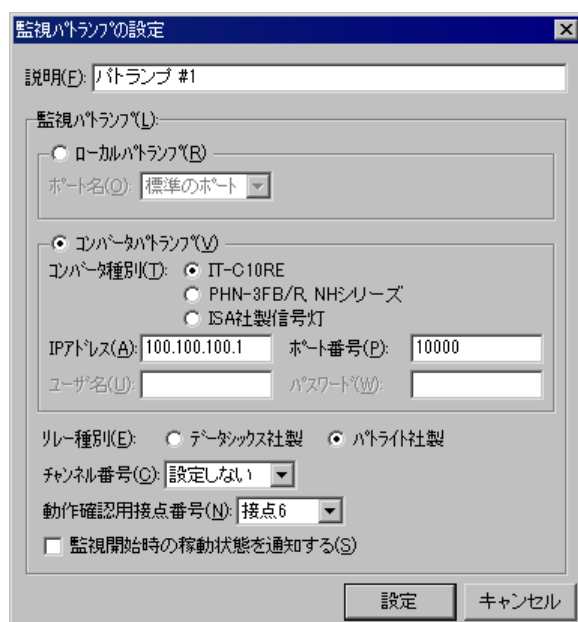 監視ﾊﾟﾄﾗﾝﾌﾟの設定
説明(F): パトランプ #1
監視ﾊﾟﾄﾗﾝﾌﾟ(L):
ﾛｰｶﾙﾊﾟﾄﾗﾝﾌﾟ(R)
ﾎﾟｰﾄ名(O): 標準のポート
ｺﾝﾊﾞｰﾀﾊﾟﾄﾗﾝﾌﾟ(V)
ｺﾝﾊﾞｰﾀ種別(T): IT-C10RE
PHN-3FB/R, NHシリーズ
ISA社製信号灯
IPｱﾄﾞﾚｽ(A): 100.100.100.1 ﾎﾟｰﾄ番号(P): 10000
ﾕｰｻﾞ名(U): ﾊﾟｽﾜｰﾄﾞ(W):
ﾘﾚｰ種別(E): ﾃﾞｰﾀｼｯｸｽ社製 ﾊﾟﾄﾗｲﾄ社製
ﾁｬﾝﾈﾙ番号(C): 設定しない
動作確認用接点番号(N): 接点6
監視開始時の稼動状態を通知する(S)
設定 キャンセル